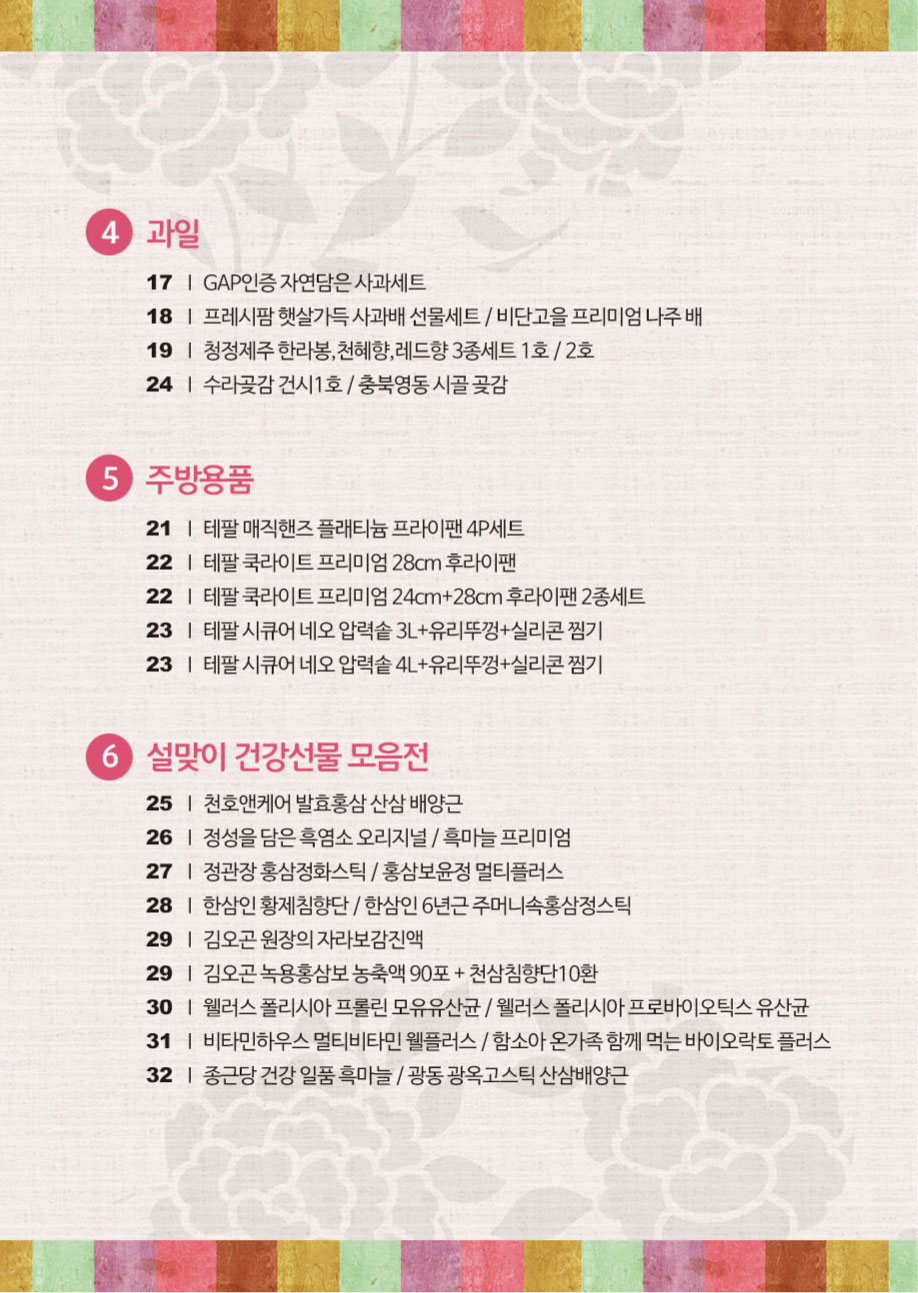 4 과일
17 | GAP인증 자연담은 사과세트
18 | 프레시팜 햇살가득 사과배 선물세트 / 비단고을 프리미엄 나주 배
19 | 청정제주 한라봉,천혜향,레드향 3종세트 1호 / 2호
24 | 수라곶감 건시1호 / 충북영동 시골 곶감
5 주방용품
21 | 테팔 매직핸즈 플래티늄 프라이팬 4P세트
22 | 테팔 쿡라이트 프리미엄 28cm 후라이팬
22 | 테팔 쿡라이트 프리미엄 24cm+28cm 후라이팬 2종세트
23 | 테팔 시큐어 네오 압력솥 3L+유리뚜껑+실리콘 찜기
23 | 테팔 시큐어 네오 압력솥 4L+유리뚜껑+실리콘 찜기
6 설맞이 건강선물 모음전
25 | 천호앤케어 발효홍삼 산삼 배양근
26 | 정성을 담은 흑염소 오리지널 / 흑마늘 프리미엄
27 | 정관장 홍삼정화스틱 / 홍삼보윤정 멀티플러스
28 | 한삼인 황제침향단 / 한삼인 6년근 주머니속홍삼정스틱
29 | 김오곤 원장의 자라보감진액
29 | 김오곤 녹용홍삼보 농축액 90포 + 천삼침향단10환
30 | 웰러스 폴리시아 프롤린 모유유산균 / 웰러스 폴리시아 프로바이오틱스 유산균
31 | 비타민하우스 멀티비타민 웰플러스 / 함소아 온가족 함께 먹는 바이오락토 플러스
32 | 종근당 건강 일품 흑마늘 / 광동 광옥고스틱 산삼배양근